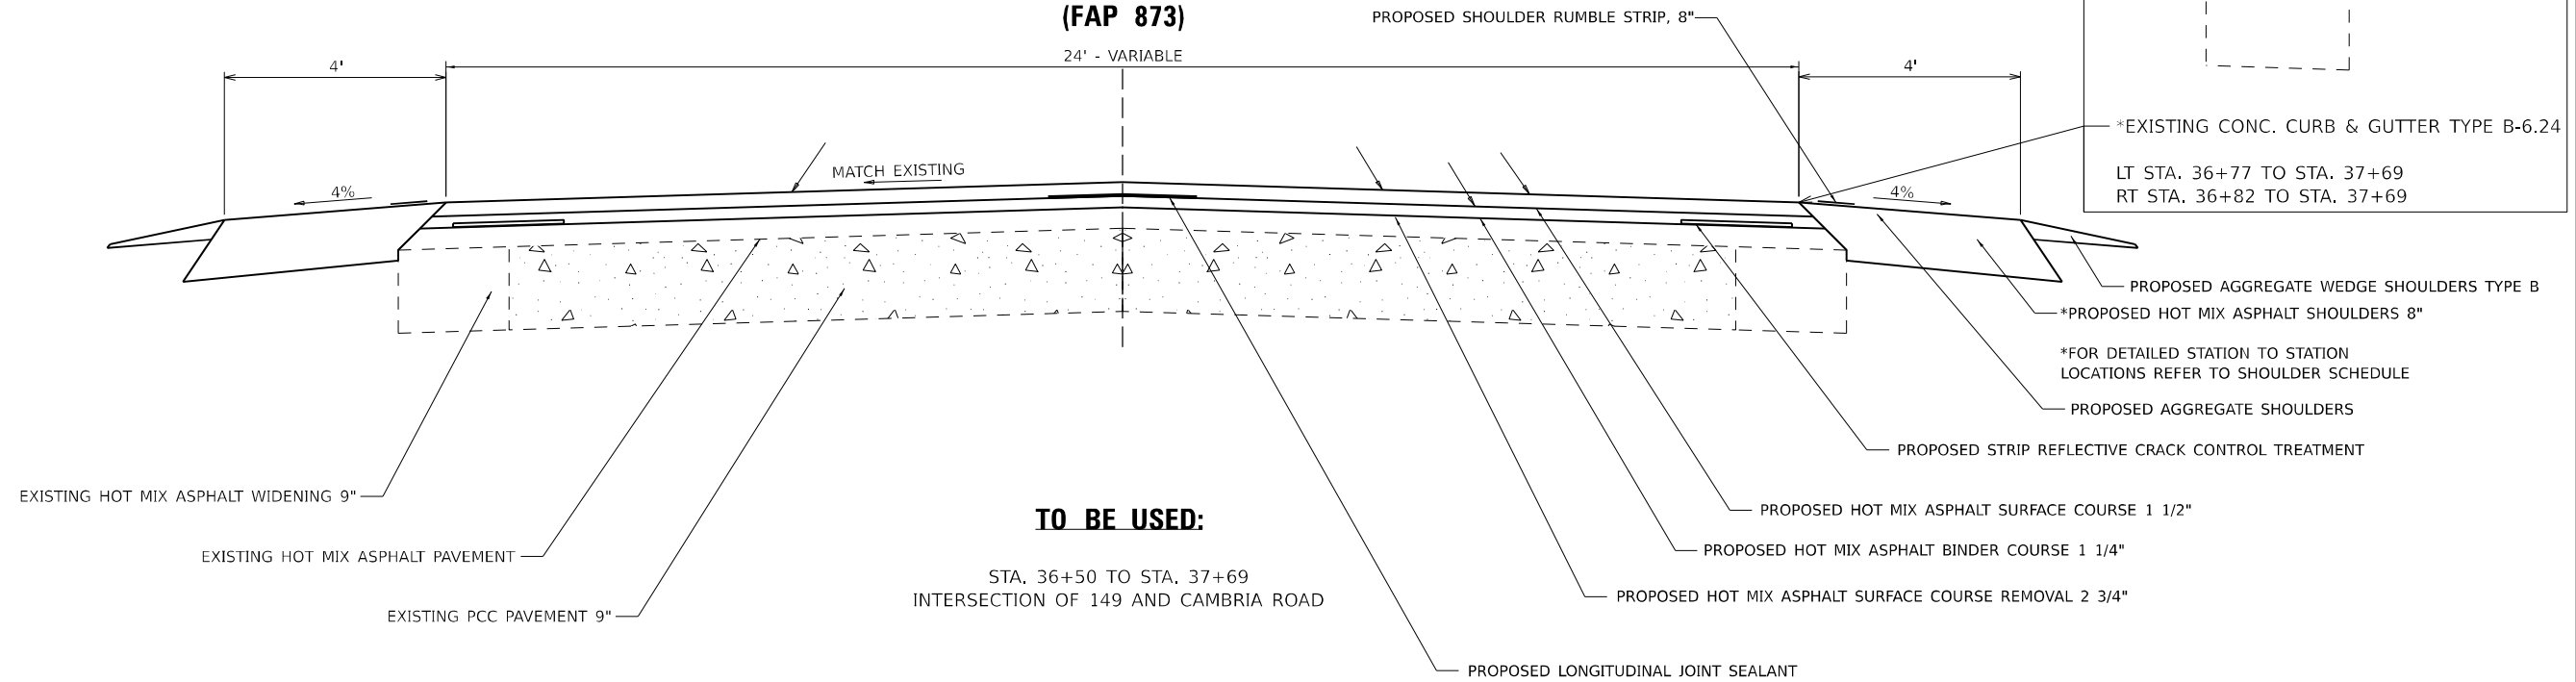 (FAP 873)
PROPOSED SHOULDER RUMBLE STRIP, 8"
24' - VARIABLE
4'
4'
*EXISTING CONC. CURB & GUTTER TYPE B-6.24
LT STA. 36+77 TO STA. 37+69
RT STA. 36+82 TO STA. 37+69
MATCH EXISTING
4%
4%
PROPOSED AGGREGATE WEDGE SHOULDERS TYPE B
*PROPOSED HOT MIX ASPHALT SHOULDERS 8"
*FOR DETAILED STATION TO STATION
LOCATIONS REFER TO SHOULDER SCHEDULE
PROPOSED AGGREGATE SHOULDERS
PROPOSED STRIP REFLECTIVE CRACK CONTROL TREATMENT
EXISTING HOT MIX ASPHALT WIDENING 9"
PROPOSED HOT MIX ASPHALT SURFACE COURSE 1 1/2"
TO BE USED:
PROPOSED HOT MIX ASPHALT BINDER COURSE 1 1/4"
EXISTING HOT MIX ASPHALT PAVEMENT
STA. 36+50 TO STA. 37+69
INTERSECTION OF 149 AND CAMBRIA ROAD
PROPOSED HOT MIX ASPHALT SURFACE COURSE REMOVAL 2 3/4"
EXISTING PCC PAVEMENT 9"
PROPOSED LONGITUDINAL JOINT SEALANT